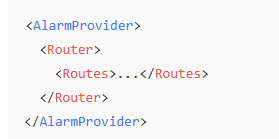 <AlarmProvider>
  <Router>
    <Routes>...</Routes>
  </Router>
</AlarmProvider>